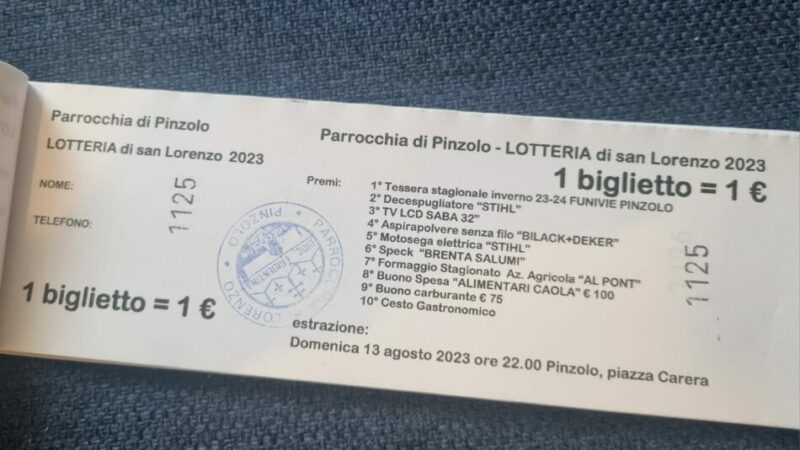 Parrocchia di Pinzolo
LOTTERIA di san Lorenzo 2023
NOME:
TELEFONO:
1125
1 biglietto = 1 €
PARROCCHIA S. LORENZO
PINZOLO
Parrocchia di Pinzolo - LOTTERIA di san Lorenzo 2023
1 biglietto = 1 €
Premi:
1° Tessera stagionale inverno 23-24 FUNIVIE PINZOLO
2° Decespugliatore "STIHL"
3° TV LCD SABA 32"
4° Aspirapolvere senza filo "BILACK+DEKER"
5° Motosega elettrica "STIHL"
6° Speck "BRENTA SALUMI"
7° Formaggio Stagionato Az. Agricola "AL PONT"
8° Buono Spesa "ALIMENTARI CAOLA" € 100
9° Buono carburante € 75
10° Cesto Gastronomico
1125
estrazione:
Domenica 13 agosto 2023 ore 22.00 Pinzolo, piazza Carera